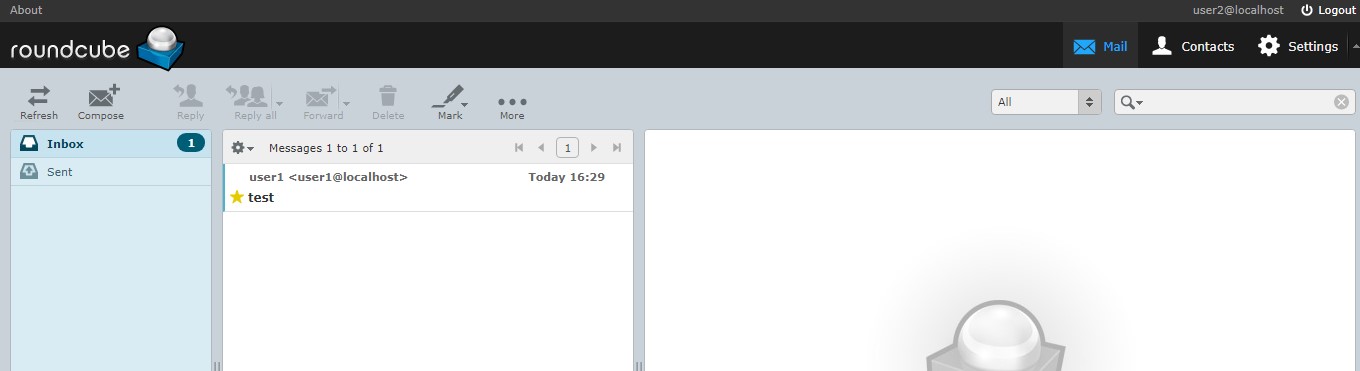 About
user2@localhost Logout
roundcube Mail Contacts Settings
Refresh Compose Reply Reply all Forward Delete Mark More
All
Inbox 1
Messages 1 to 1 of 1 1
Sent
user1 <user1@localhost> Today 16:29
test